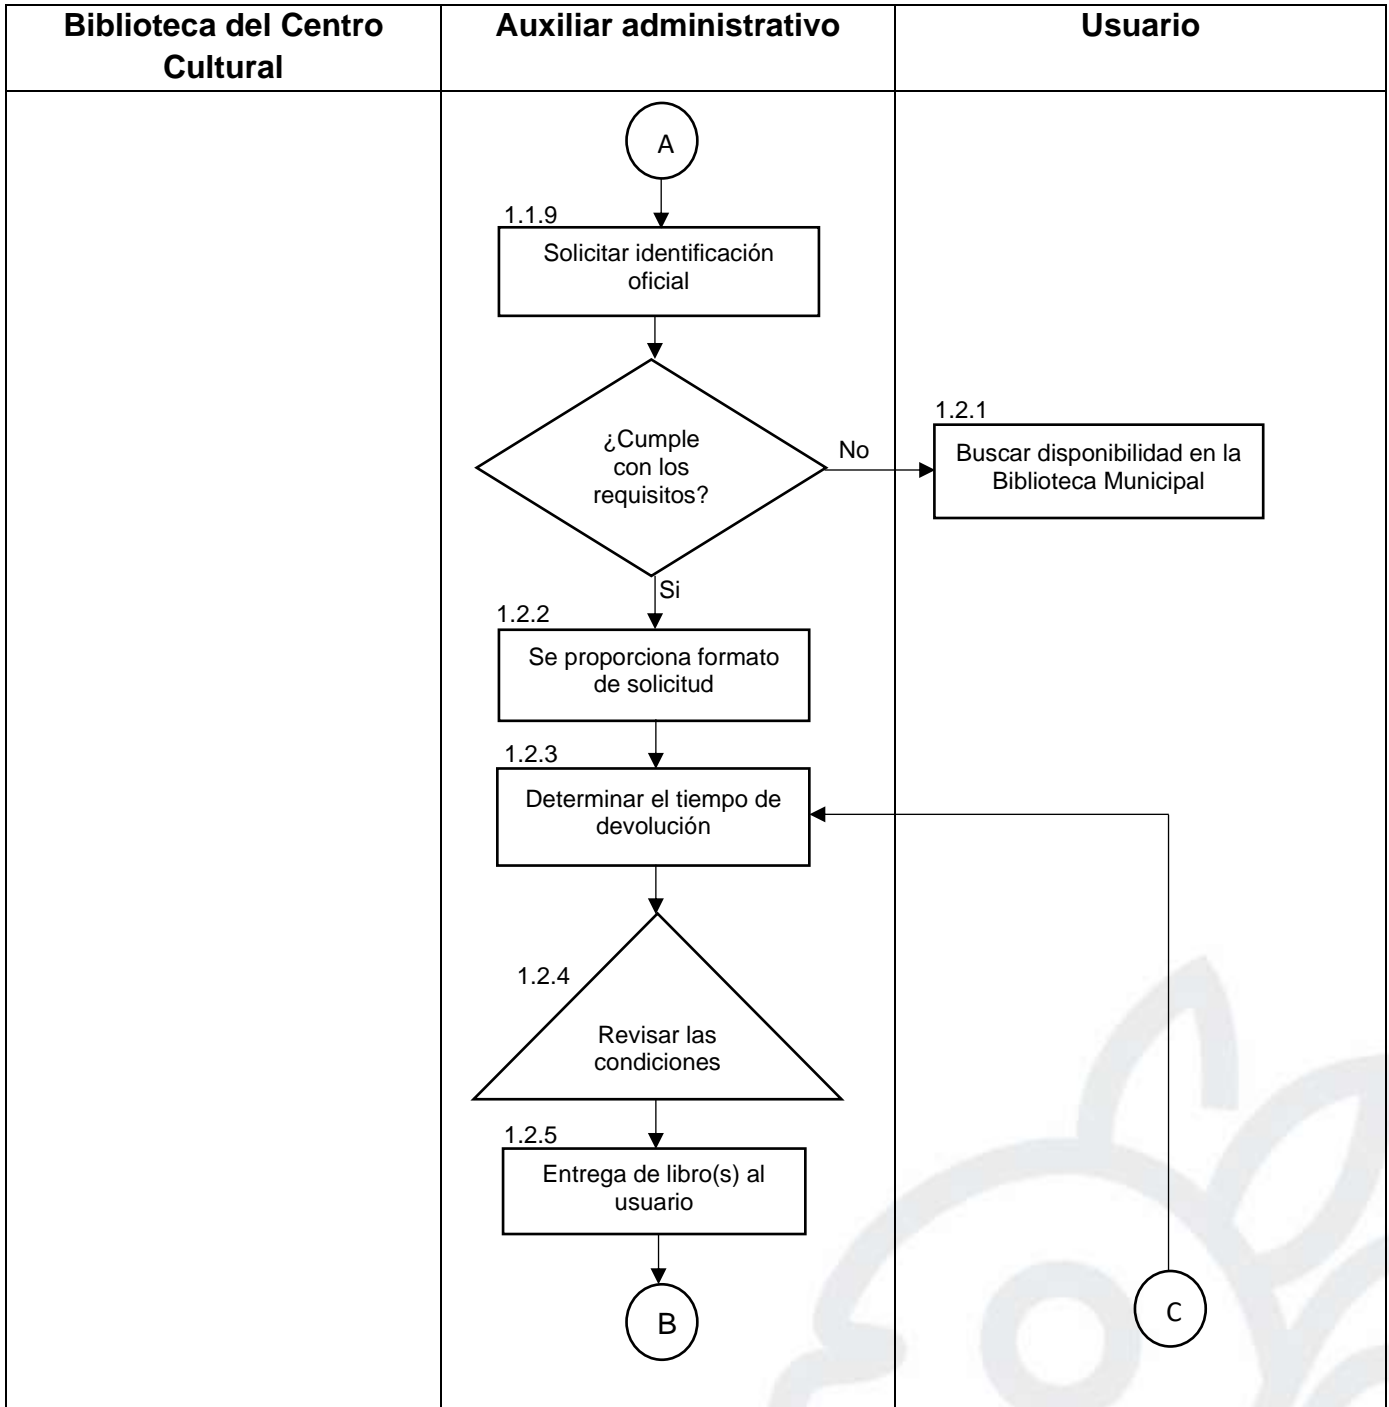 Biblioteca del Centro
Cultural
Auxiliar administrativo
Usuario
A
1.1.9
Solicitar identificación
oficial
¿Cumple
con los
requisitos?
No
1.2.1
Buscar disponibilidad en la
Biblioteca Municipal
Si
1.2.2
Se proporciona formato
de solicitud
1.2.3
Determinar el tiempo de
devolución
1.2.4
Revisar las
condiciones
1.2.5
Entrega de libro(s) al
usuario
B
C